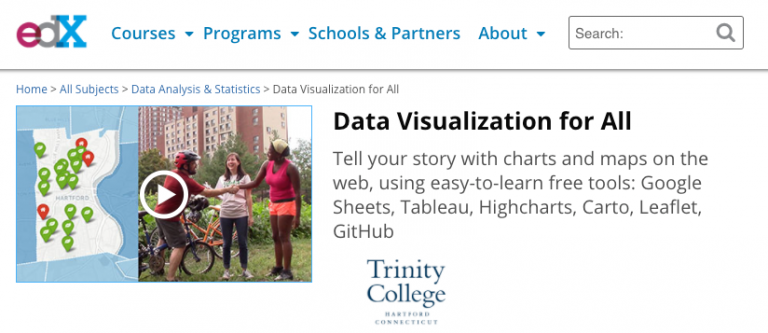 edX
Courses
Programs
Schools & Partners
About
Search:
Home > All Subjects > Data Analysis & Statistics > Data Visualization for All
HARTFORD
Data Visualization for All
Tell your story with charts and maps on the
web, using easy-to-learn free tools: Google
Sheets, Tableau, Highcharts, Carto, Leaflet,
GitHub
Trinity
College
HARTFORD
CONNECTICUT